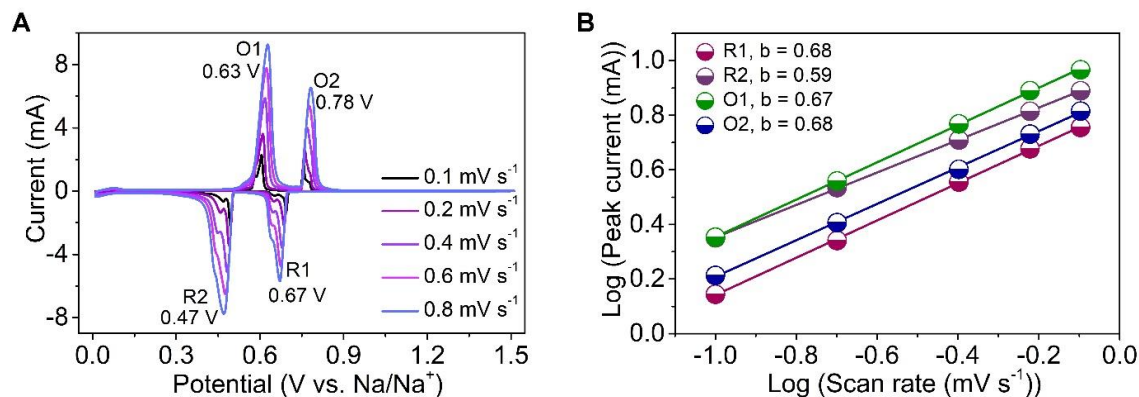 A
Current (mA)
8
4
0
-4
-8
O1
0.63 V
O2
0.78 V
R1
0.67 V
R2
0.47 V
0.1 mV s⁻¹
0.2 mV s⁻¹
0.4 mV s⁻¹
0.6 mV s⁻¹
0.8 mV s⁻¹
0.0 0.3 0.6 0.9 1.2 1.5
Potential (V vs. Na/Na⁺)
B
Log (Peak current (mA))
1.0
0.8
0.6
0.4
0.2
0.0
R1, b = 0.68
R2, b = 0.59
O1, b = 0.67
O2, b = 0.68
-1.0 -0.8 -0.6 -0.4 -0.2 0.0
Log (Scan rate (mV s⁻¹))